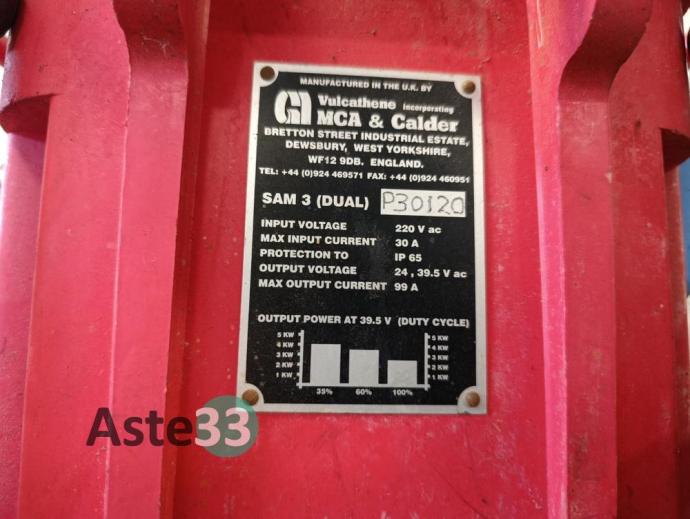 MANUFACTURED IN THE U.K. BY
Vulcathene incorporating
MCA & Calder
BRETTON STREET INDUSTRIAL ESTATE,
DEWSBURY, WEST YORKSHIRE,
WF12 9DB. ENGLAND.
TEL: +44 (0)924 469571 FAX: +44 (0)924 460951
SAM 3 (DUAL) P30120
INPUT VOLTAGE 220 V ac
MAX INPUT CURRENT 30 A
PROTECTION TO IP 65
OUTPUT VOLTAGE 24 , 39.5 V ac
MAX OUTPUT CURRENT 99 A
OUTPUT POWER AT 39.5 V (DUTY CYCLE)
5 KW 5 KW
4 KW 4 KW
3 KW 3 KW
2 KW 2 KW
1 KW 1 KW
35% 60% 100%
Aste33